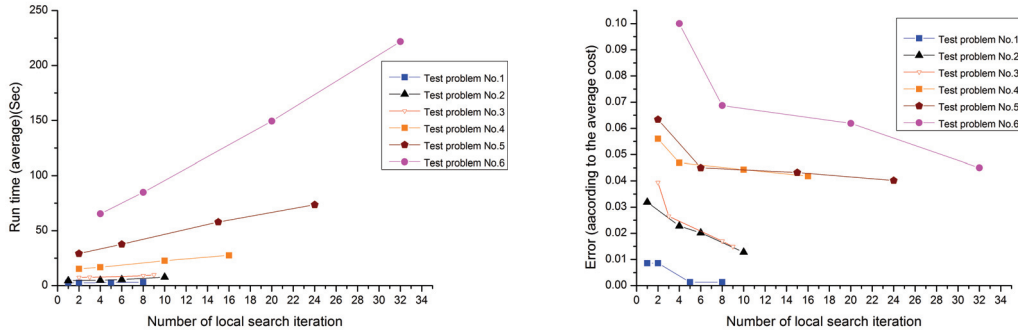 250
200
150
100
50
0
Run time (average)(Sec)
0 2 4 6 8 10 12 14 16 18 20 22 24 26 28 30 32 34
Number of local search iteration
Test problem No.1
Test problem No.2
Test problem No.3
Test problem No.4
Test problem No.5
Test problem No.6
0.10
0.09
0.08
0.07
0.06
0.05
0.04
0.03
0.02
0.01
0.00
Error (aaccording to the average cost)
0 2 4 6 8 10 12 14 16 18 20 22 24 26 28 30 32 34
Number of local search iteration
Test problem No.1
Test problem No.2
Test problem No.3
Test problem No.4
Test problem No.5
Test problem No.6